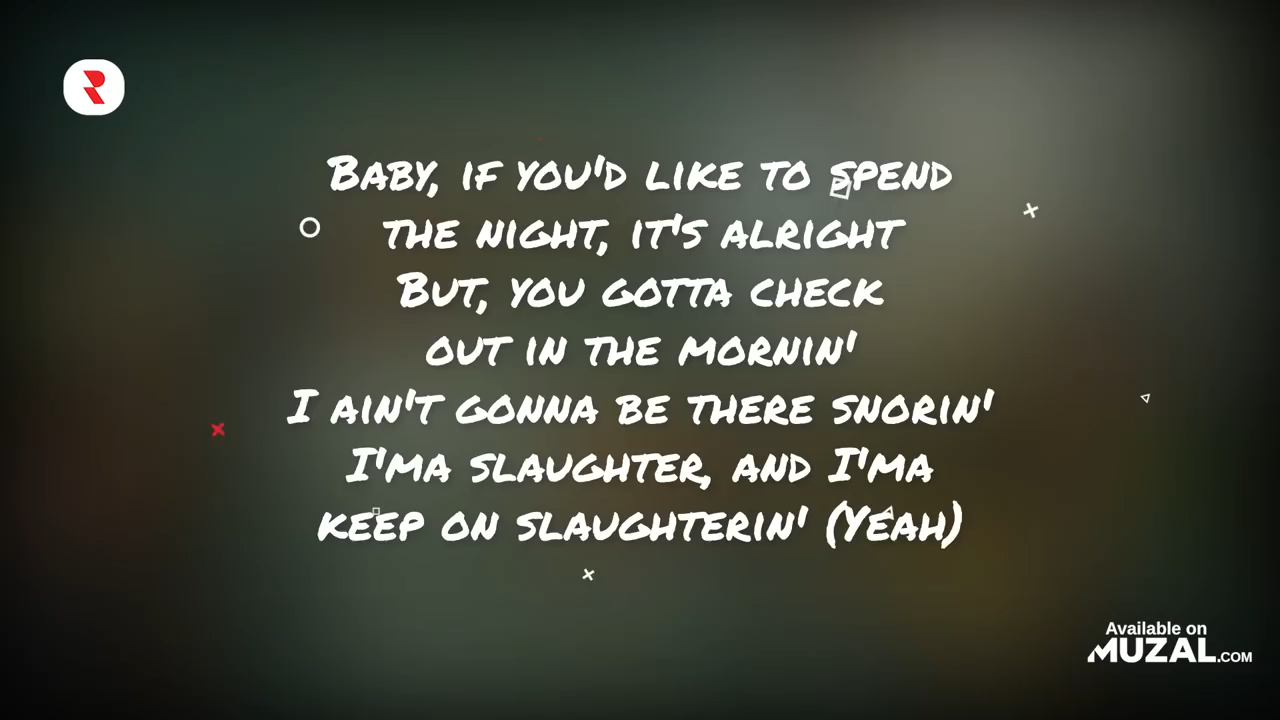 Baby, if you'd like to spend
the night, it's alright
But, you gotta check
out in the mornin'
I ain't gonna be there snorin'
I'ma slaughter, and I'ma
keep on slaughterin' (Yeah)
Available on
MUZAL.COM